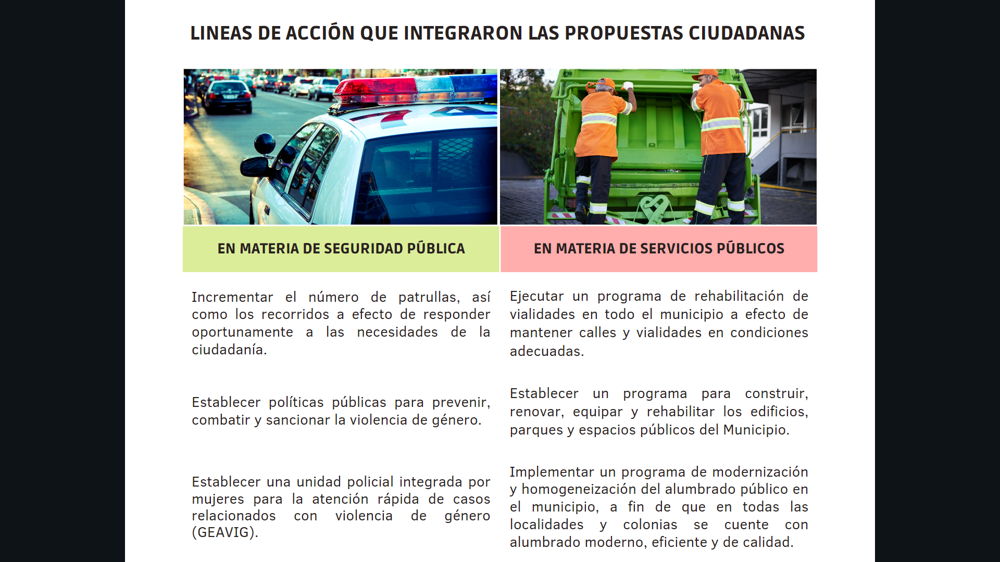 LINEAS DE ACCIÓN QUE INTEGRARON LAS PROPUESTAS CIUDADANAS
EN MATERIA DE SEGURIDAD PÚBLICA
Incrementar el número de patrullas, así
como los recorridos a efecto de responder
oportunamente a las necesidades de la
ciudadanía.
Establecer políticas públicas para prevenir,
combatir y sancionar la violencia de género.
Establecer una unidad policial integrada por
mujeres para la atención rápida de casos
relacionados con violencia de género
(GEAVIG).
EN MATERIA DE SERVICIOS PÚBLICOS
Ejecutar un programa de rehabilitación de
vialidades en todo el municipio a efecto de
mantener calles y vialidades en condiciones
adecuadas.
Establecer un programa para construir,
renovar, equipar y rehabilitar los edificios,
parques y espacios públicos del Municipio.
Implementar un programa de modernización
y homogeneización del alumbrado público en
el municipio, a fin de que en todas las
localidades y colonias se cuente con
alumbrado moderno, eficiente y de calidad.